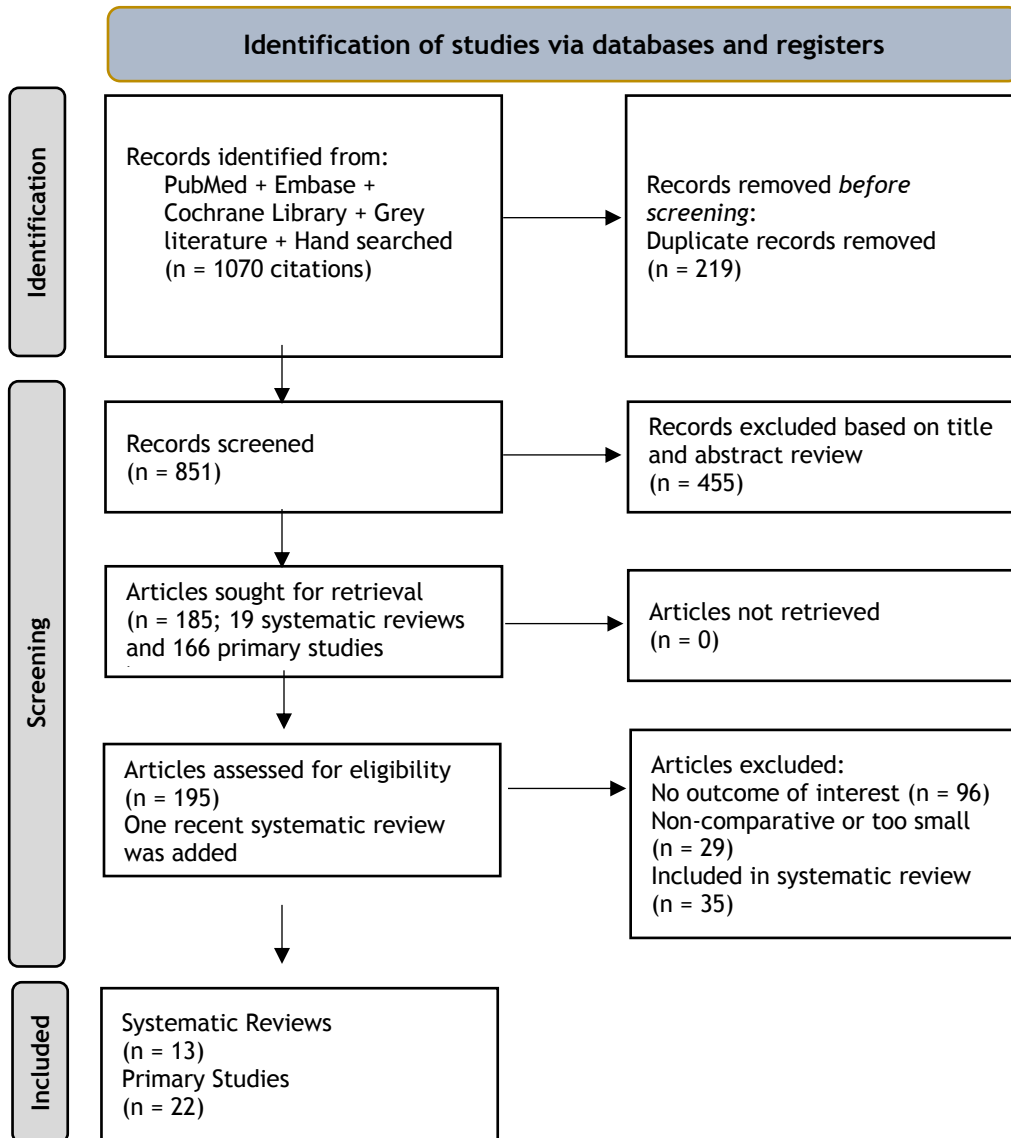 Identification of studies via databases and registers
Identification
Records identified from:
PubMed + Embase +
Cochrane Library + Grey
literature + Hand searched
(n = 1070 citations)
Records removed before
screening:
Duplicate records removed
(n = 219)
Screening
Records screened
(n = 851)
Records excluded based on title
and abstract review
(n = 455)
Articles sought for retrieval
(n = 185; 19 systematic reviews
and 166 primary studies
Articles not retrieved
(n = 0)
Articles assessed for eligibility
(n = 195)
One recent systematic review
was added
Articles excluded:
No outcome of interest (n = 96)
Non-comparative or too small
(n = 29)
Included in systematic review
(n = 35)
Included
Systematic Reviews
(n = 13)
Primary Studies
(n = 22)